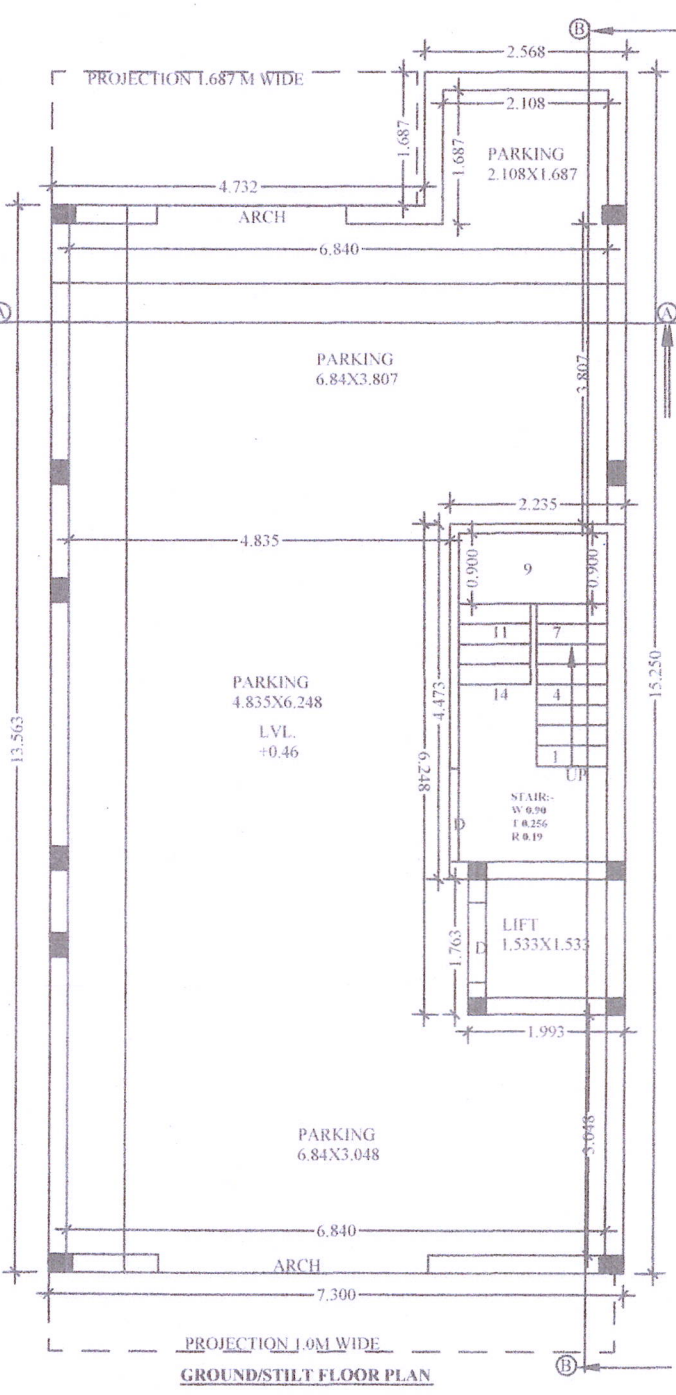 B
2.568
PROJECTION 1.687 M WIDE
2.108
1.687
1.687
PARKING
2.108X1.687
4.732
ARCH
6.840
A
A
PARKING
6.84X3.807
3.807
2.235
4.835
0.900
9
0.900
11
7
PARKING
4.835X6.248
14
4
15.250
4.473
LVL.
+0.46
13.563
6.248
1
UP
STAIR:-
W 0.90
T 0.256
R 0.19
D
LIFT
1.533X1.533
D
1.763
1.993
3.048
PARKING
6.84X3.048
6.840
ARCH
7.300
PROJECTION 1.0M WIDE
B
GROUND/STILT FLOOR PLAN